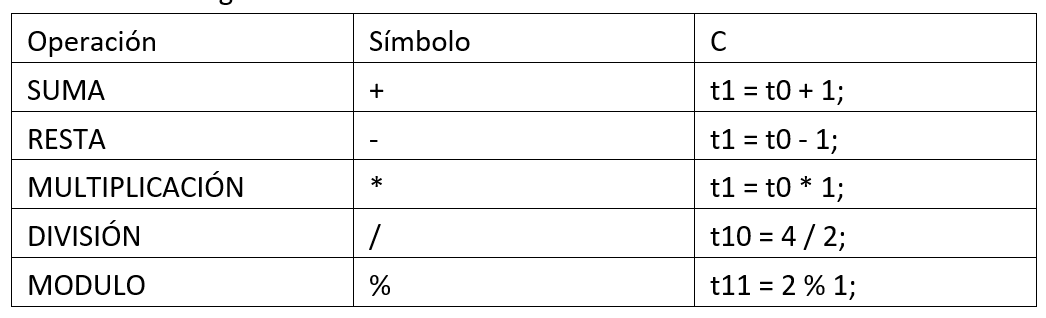 Operación Símbolo C
SUMA + t1 = t0 + 1;
RESTA - t1 = t0 - 1;
MULTIPLICACIÓN * t1 = t0 * 1;
DIVISIÓN / t10 = 4 / 2;
MODULO % t11 = 2 % 1;